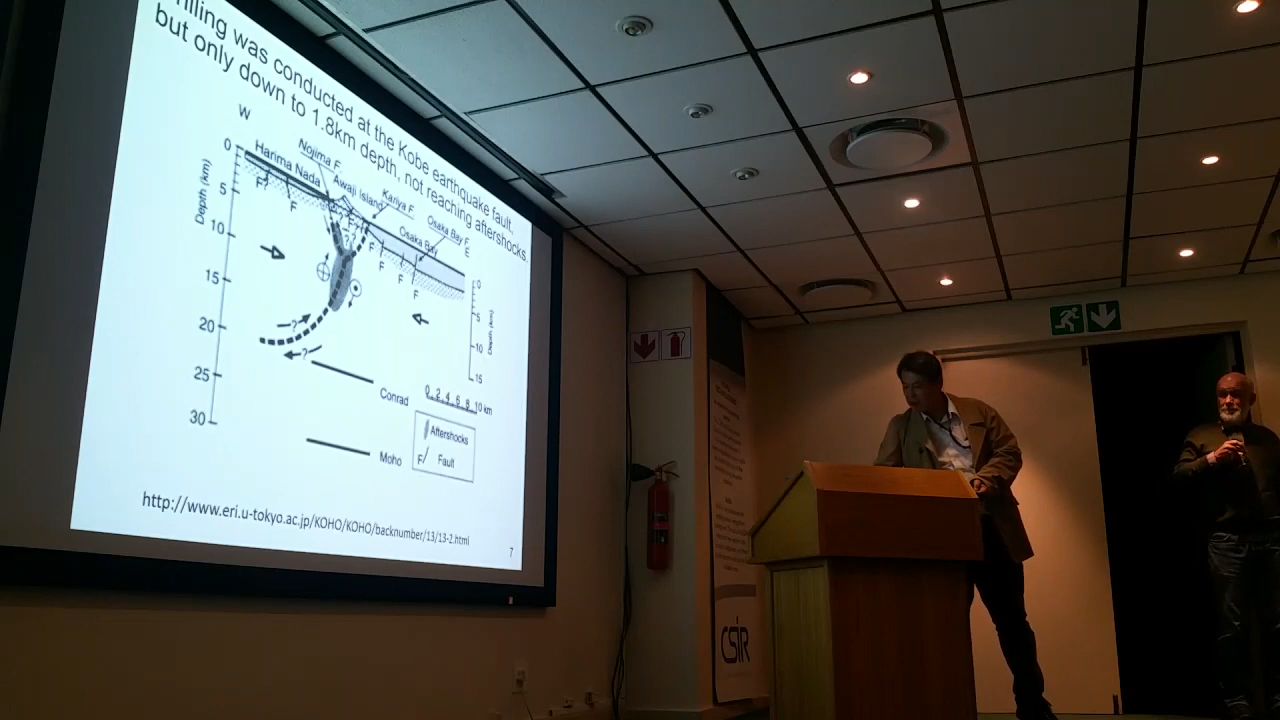 was conducted at the Kobe earthquake fault,
but only down to 1.8km depth, not reaching aftershocks
W
E
Harima Nada
Nojima F.
Awaji Island
Kariya F.
Osaka Bay
Osaka Bay F.
F
F
F
F
F
F
F
Depth (km)
0
5
10
15
20
25
30
0
5
10
15
Depth (km)
?
?
Conrad
Moho
0 2 4 6 8 10 km
Aftershocks
F Fault
http://www.eri.u-tokyo.ac.jp/KOHO/KOHO/backnumber/13/13-2.html
7
CSIR